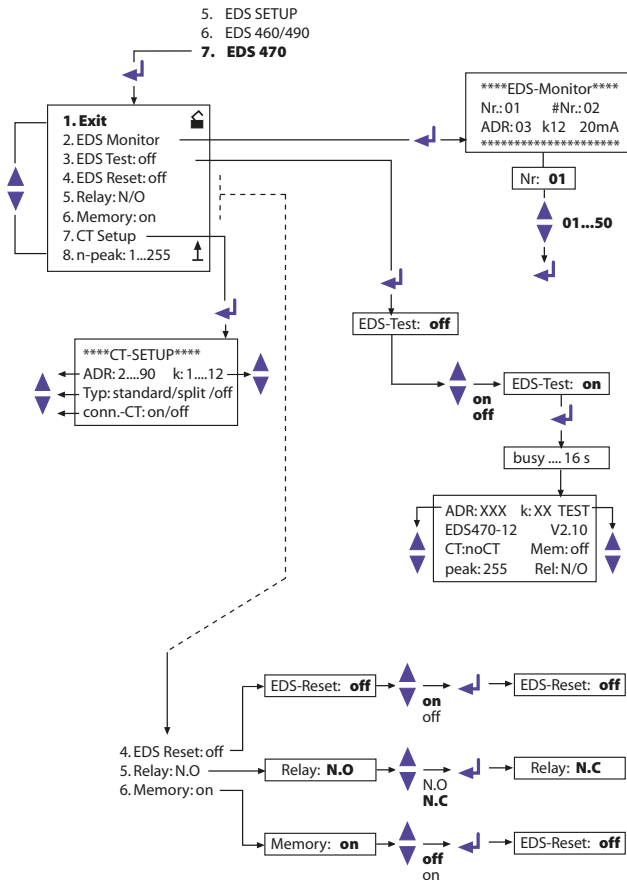 5. EDS SETUP
6. EDS 460/490
7. EDS 470
1. Exit
2. EDS Monitor
3. EDS Test: off
4. EDS Reset: off
5. Relay: N/O
6. Memory: on
7. CT Setup
8. n-peak: 1...255
****EDS-Monitor****
Nr.: 01 #Nr.: 02
ADR: 03 k12 20mA
*********************
Nr: 01
01...50
****CT-SETUP****
ADR: 2....90 k: 1....12
Typ: standard/split /off
conn.-CT: on/off
EDS-Test: off
on
off
EDS-Test: on
busy .... 16 s
ADR: XXX k: XX TEST
EDS470-12 V2.10
CT:noCT Mem: off
peak: 255 Rel: N/O
4. EDS Reset: off
5. Relay: N.O
6. Memory: on
EDS-Reset: off
on
off
EDS-Reset: off
Relay: N.O
N.O
N.C
Relay: N.C
Memory: on
off
on
EDS-Reset: off